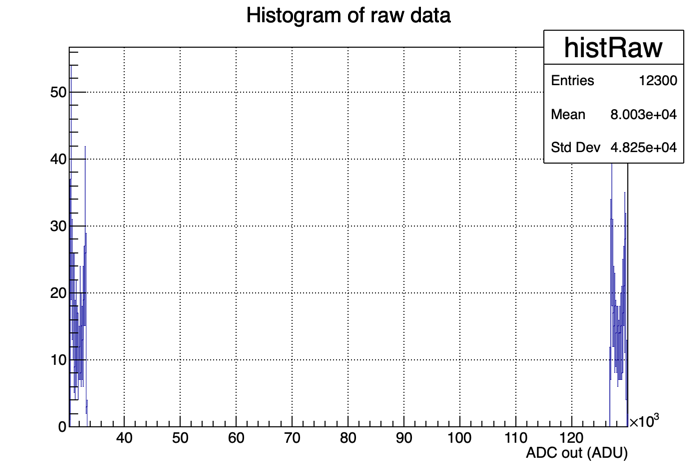 Histogram of raw data
histRaw
Entries 12300
Mean 8.003e+04
Std Dev 4.825e+04
50
40
30
20
10
0
40 50 60 70 80 90 100 110 120
×10³
ADC out (ADU)